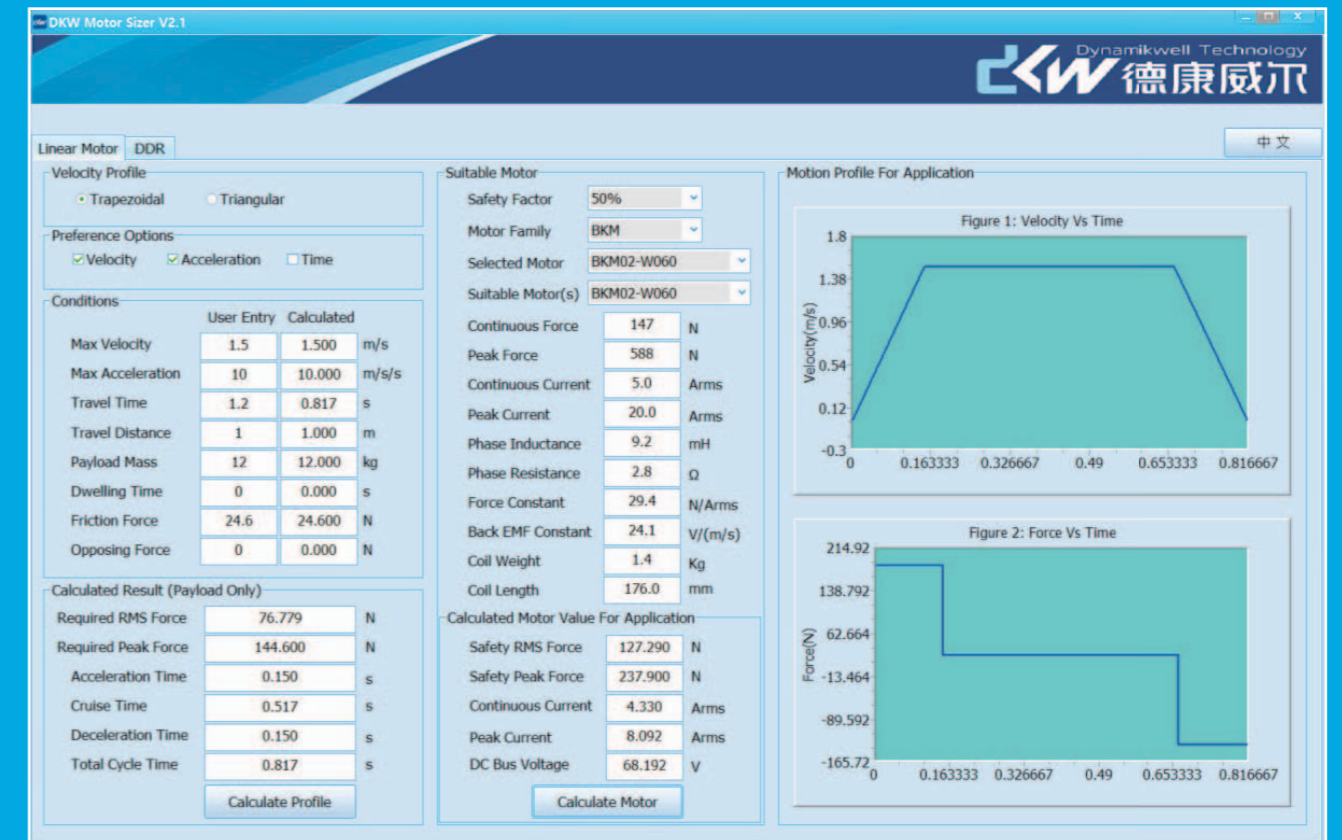 DKW Motor Sizer V2.1
DKW Dynamikwell Technology
德康威尔
中文
Linear Motor DDR
Velocity Profile
Trapezoidal Triangular
Preference Options
Velocity Acceleration Time
Conditions
User Entry Calculated
Max Velocity 1.5 1.500 m/s
Max Acceleration 10 10.000 m/s/s
Travel Time 1.2 0.817 s
Travel Distance 1 1.000 m
Payload Mass 12 12.000 kg
Dwelling Time 0 0.000 s
Friction Force 24.6 24.600 N
Opposing Force 0 0.000 N
Calculated Result (Payload Only)
Required RMS Force 76.779 N
Required Peak Force 144.600 N
Acceleration Time 0.150 s
Cruise Time 0.517 s
Deceleration Time 0.150 s
Total Cycle Time 0.817 s
Calculate Profile
Suitable Motor
Safety Factor 50%
Motor Family BKM
Selected Motor BKM02-W060
Suitable Motor(s) BKM02-W060
Continuous Force 147 N
Peak Force 588 N
Continuous Current 5.0 Arms
Peak Current 20.0 Arms
Phase Inductance 9.2 mH
Phase Resistance 2.8 Ω
Force Constant 29.4 N/Arms
Back EMF Constant 24.1 V/(m/s)
Coil Weight 1.4 Kg
Coil Length 176.0 mm
Calculated Motor Value For Application
Safety RMS Force 127.290 N
Safety Peak Force 237.900 N
Continuous Current 4.330 Arms
Peak Current 8.092 Arms
DC Bus Voltage 68.192 V
Calculate Motor
Motion Profile For Application
Figure 1: Velocity Vs Time
Velocity(m/s)
1.8
1.38
0.96
0.54
0.12
-0.3
0 0.163333 0.326667 0.49 0.653333 0.816667
Figure 2: Force Vs Time
Force(N)
214.92
138.792
62.664
-13.464
-89.592
-165.72
0 0.163333 0.326667 0.49 0.653333 0.816667